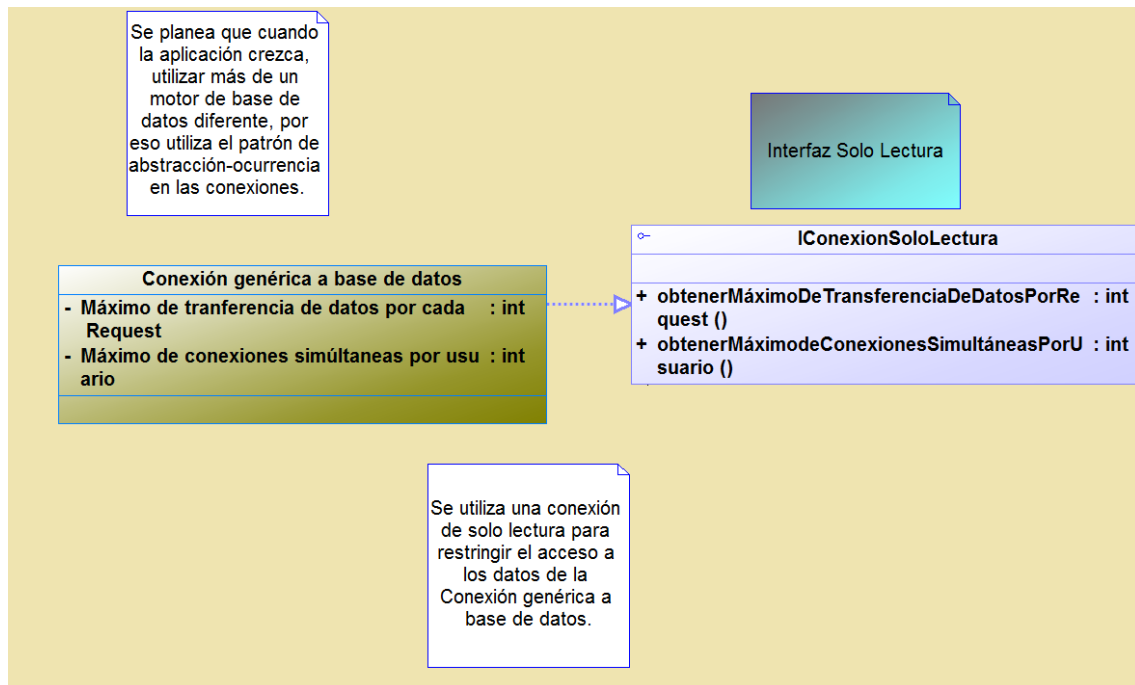 Se planea que cuando
la aplicación crezca,
utilizar más de un
motor de base de
datos diferente, por
eso utiliza el patrón de
abstracción-ocurrencia
en las conexiones.
Interfaz Solo Lectura
IConexionSoloLectura
+ obtenerMáximoDeTransferenciaDeDatosPorRe : int
quest ()
+ obtenerMáximodeConexionesSimultáneasPorU : int
suario ()
Conexión genérica a base de datos
- Máximo de tranferencia de datos por cada : int
Request
- Máximo de conexiones simúltaneas por usu : int
ario
Se utiliza una conexión
de solo lectura para
restringir el acceso a
los datos de la
Conexión genérica a
base de datos.